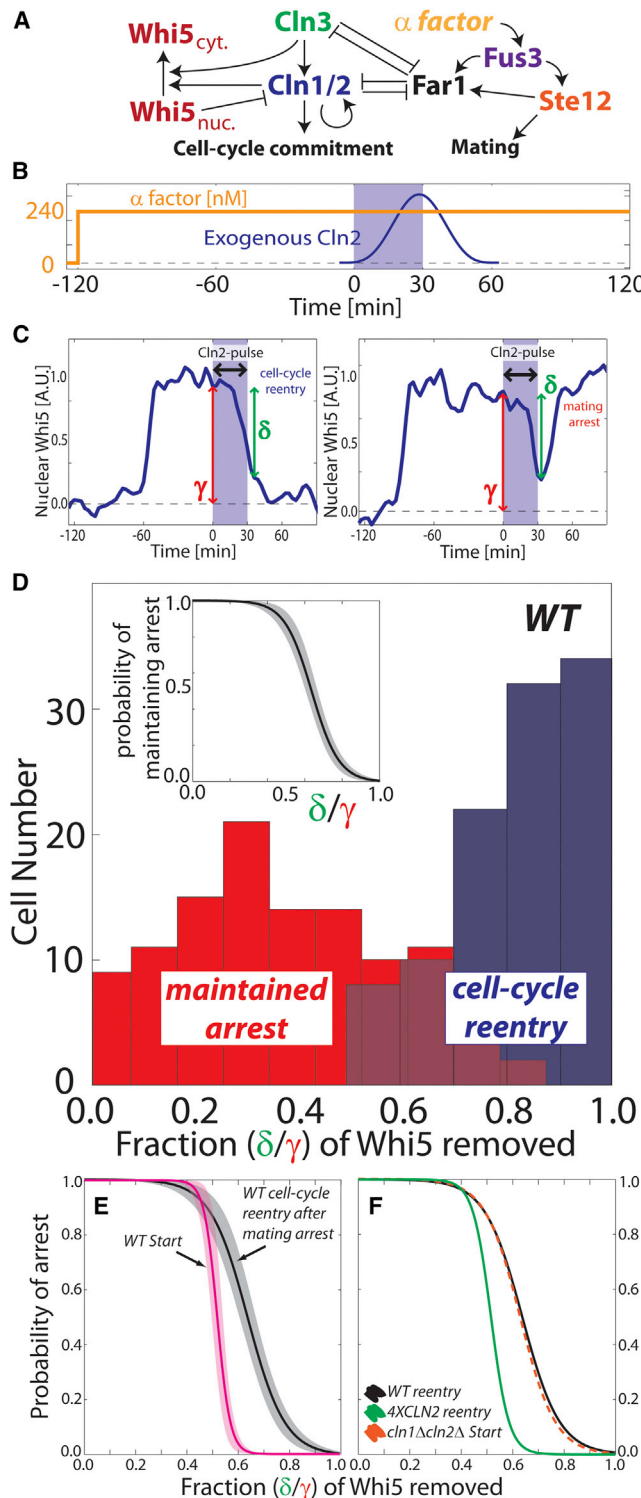 A
Cln3
α factor
Whi5cyt.
Fus3
Cln1/2
Far1
Ste12
Whi5nuc.
Cell-cycle commitment
Mating
B
240
α factor [nM]
Exogenous Cln2
0
-120 -60 0 30 60 120
Time [min]
C
Cln2-pulse
cell-cycle reentry
Nuclear Whi5 [A.U.]
1.0
0.5
0.0
δ
γ
-120 -60 0 30 60
Time [min]
Cln2-pulse
mating arrest
Nuclear Whi5 [A.U.]
1.0
0.5
0.0
δ
γ
-120 -60 0 30 60
Time [min]
D
WT
probability of
maintaining arrest
1.0
0.5
0.0
0.0 0.5 1.0
δ/γ
Cell Number
30
20
10
0
maintained arrest
cell-cycle reentry
0.0 0.2 0.4 0.6 0.8 1.0
Fraction (δ/γ) of Whi5 removed
E
Probability of arrest
1.0
0.8
0.6
0.4
0.2
0.0
WT Start
WT cell-cycle
reentry after
mating arrest
0.0 0.2 0.4 0.6 0.8 1.0
F
1.0
0.8
0.6
0.4
0.2
0.0
WT reentry
4XCLN2 reentry
cln1Δcln2Δ Start
0.0 0.2 0.4 0.6 0.8 1.0
Fraction (δ/γ) of Whi5 removed